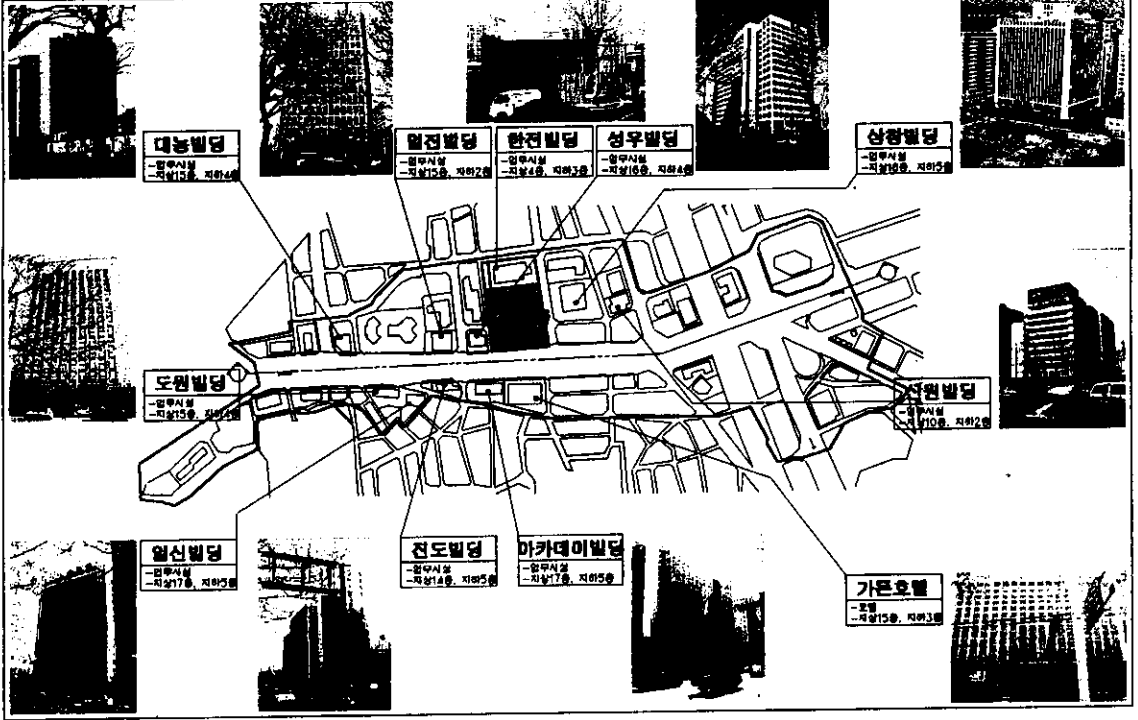 대농빌딩
-업무시설
-지상15층, 지하4층
멀전빌딩
-업무시설
-지상15층, 지하2층
한전빌딩
-업무시설
-지상4층, 지하3층
성우빌딩
-업무시설
-지상16층, 지하4층
삼창빌딩
-업무시설
지하5층
도원빌딩
-업무시설
-지상15층, 지하4층
신원빌딩
-업무시설
-지상10층, 지하2층
일신빌딩
-업무시설
-지상17층, 지하5층
진도빌딩
-업무시설
-지상14층, 지하5층
마카데미빌딩
-업무시설
-지상17층, 지하5층
가든호텔
-호텔
-지상15층, 지하3층